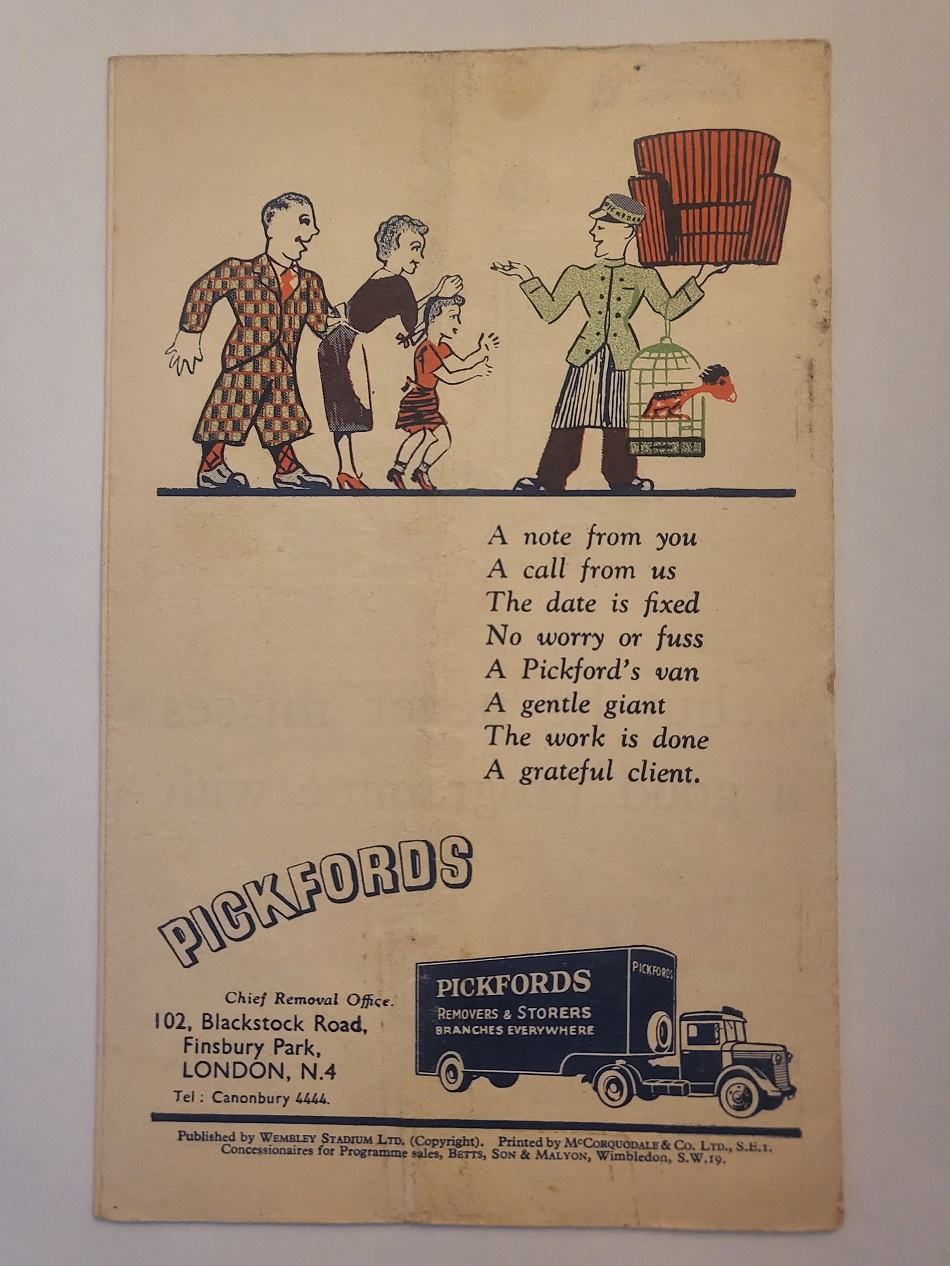 PICKFORDS
A note from you
A call from us
The date is fixed
No worry or fuss
A Pickford's van
A gentle giant
The work is done
A grateful client.
PICKFORDS
PICKFORDS
REMOVERS & STORERS
BRANCHES EVERYWHERE
PICKFORDS
Chief Removal Office.
102, Blackstock Road,
Finsbury Park,
LONDON, N.4
Tel: Canonbury 4444.
Published by WEMBLEY STADIUM LTD. (Copyright). Printed by McCORQUODALE & CO. LTD., S.E.1.
Concessionaires for Programme sales, BETTS, SON & MALYON, Wimbledon, S.W.19.